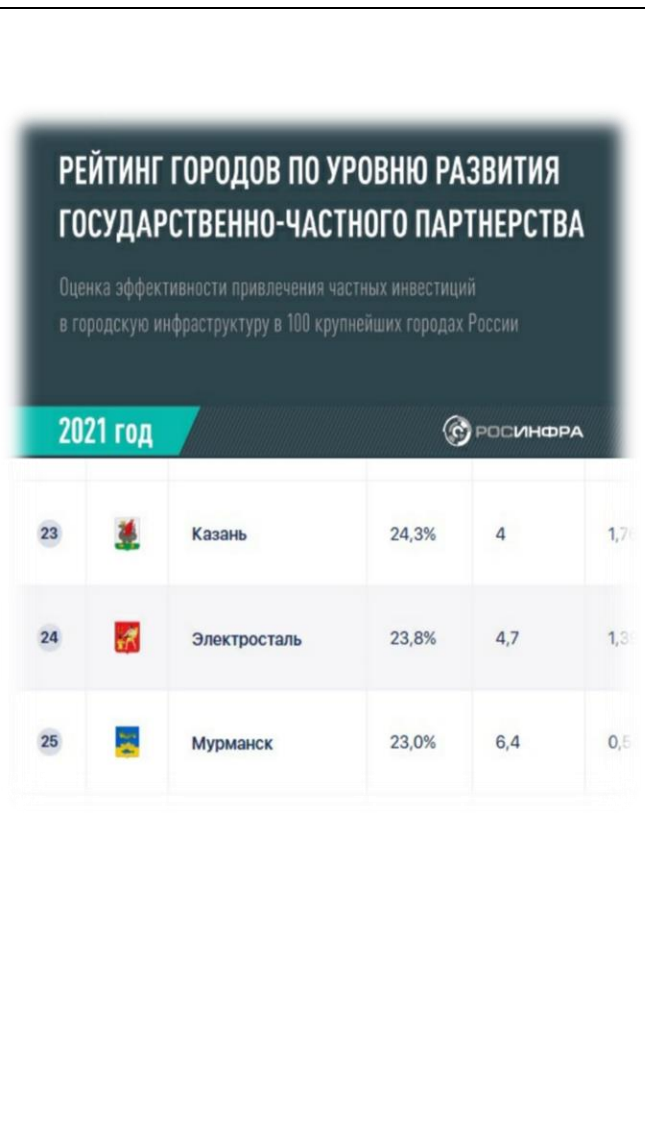 РЕЙТИНГ ГОРОДОВ ПО УРОВНЮ РАЗВИТИЯ
ГОСУДАРСТВЕННО-ЧАСТНОГО ПАРТНЕРСТВА
Оценка эффективности привлечения частных инвестиций
в городскую инфраструктуру в 100 крупнейших городах России
2021 год
РОСИНФРА
23 Казань 24,3% 4
24 Электросталь 23,8% 4,7
25 Мурманск 23,0% 6,4